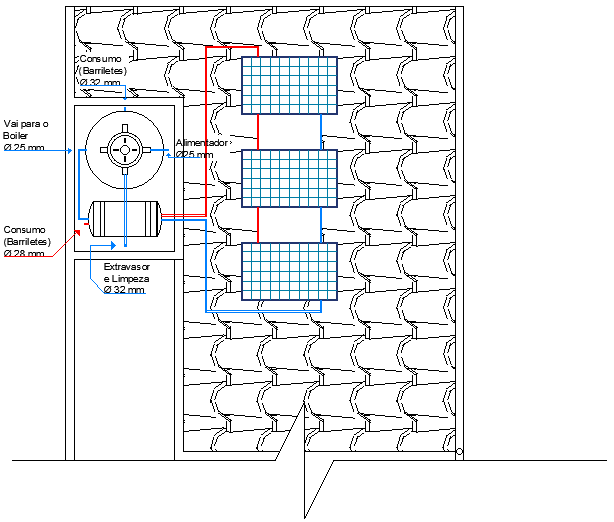 Consumo
(Barriletes)
Ø 32 mm
Vai para o
Boiler
Ø 25 mm
Alimentador
Ø25 mm
Consumo
(Barriletes)
Ø 28 mm
Extravasor
e Limpeza
Ø 32 mm